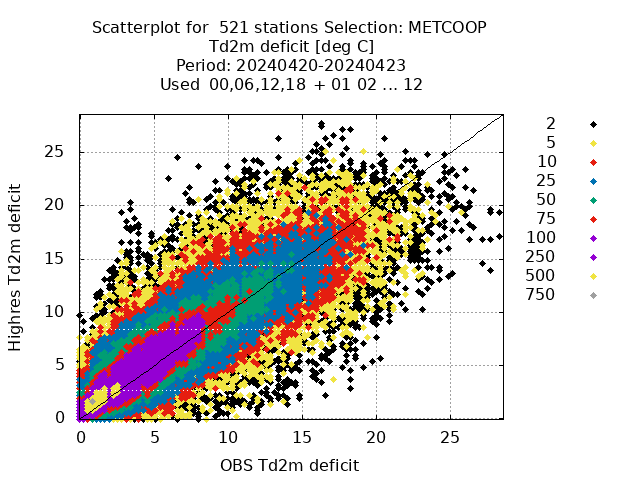 Scatterplot for  521 stations Selection: METCOOP
Td2m deficit [deg C]
Period: 20240420-20240423
Used  00,06,12,18 + 01 02 ... 12
Highres Td2m deficit
25
20
15
10
5
0
0 5 10 15 20 25
OBS Td2m deficit
2
5
10
25
50
75
100
250
500
750